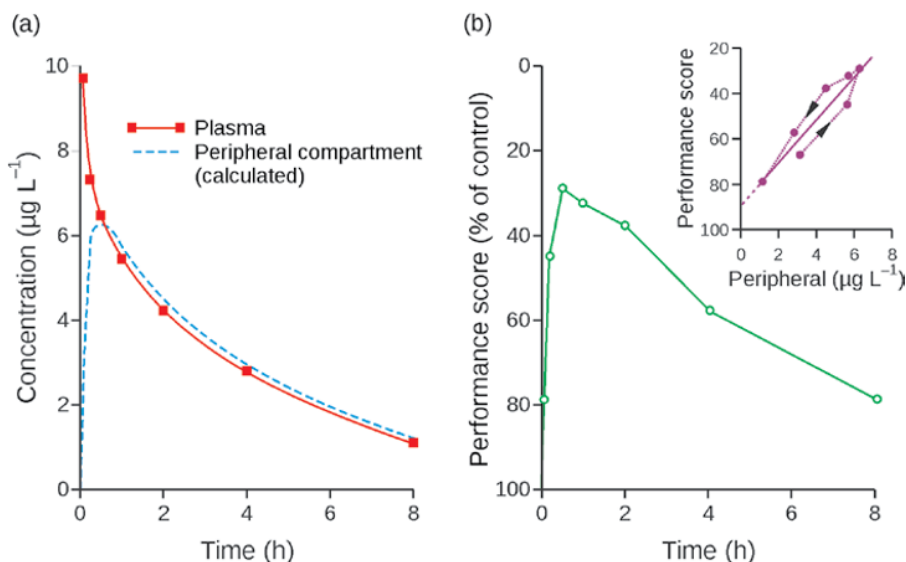 (a)
Concentration (µg L⁻¹)
10
8
6
4
2
0
Plasma
Peripheral compartment
(calculated)
0 2 4 6 8
Time (h)
(b)
Performance score (% of control)
0
20
40
60
80
100
0 2 4 6 8
Time (h)
Performance score
20
40
60
80
100
0 2 4 6 8
Peripheral (µg L⁻¹)